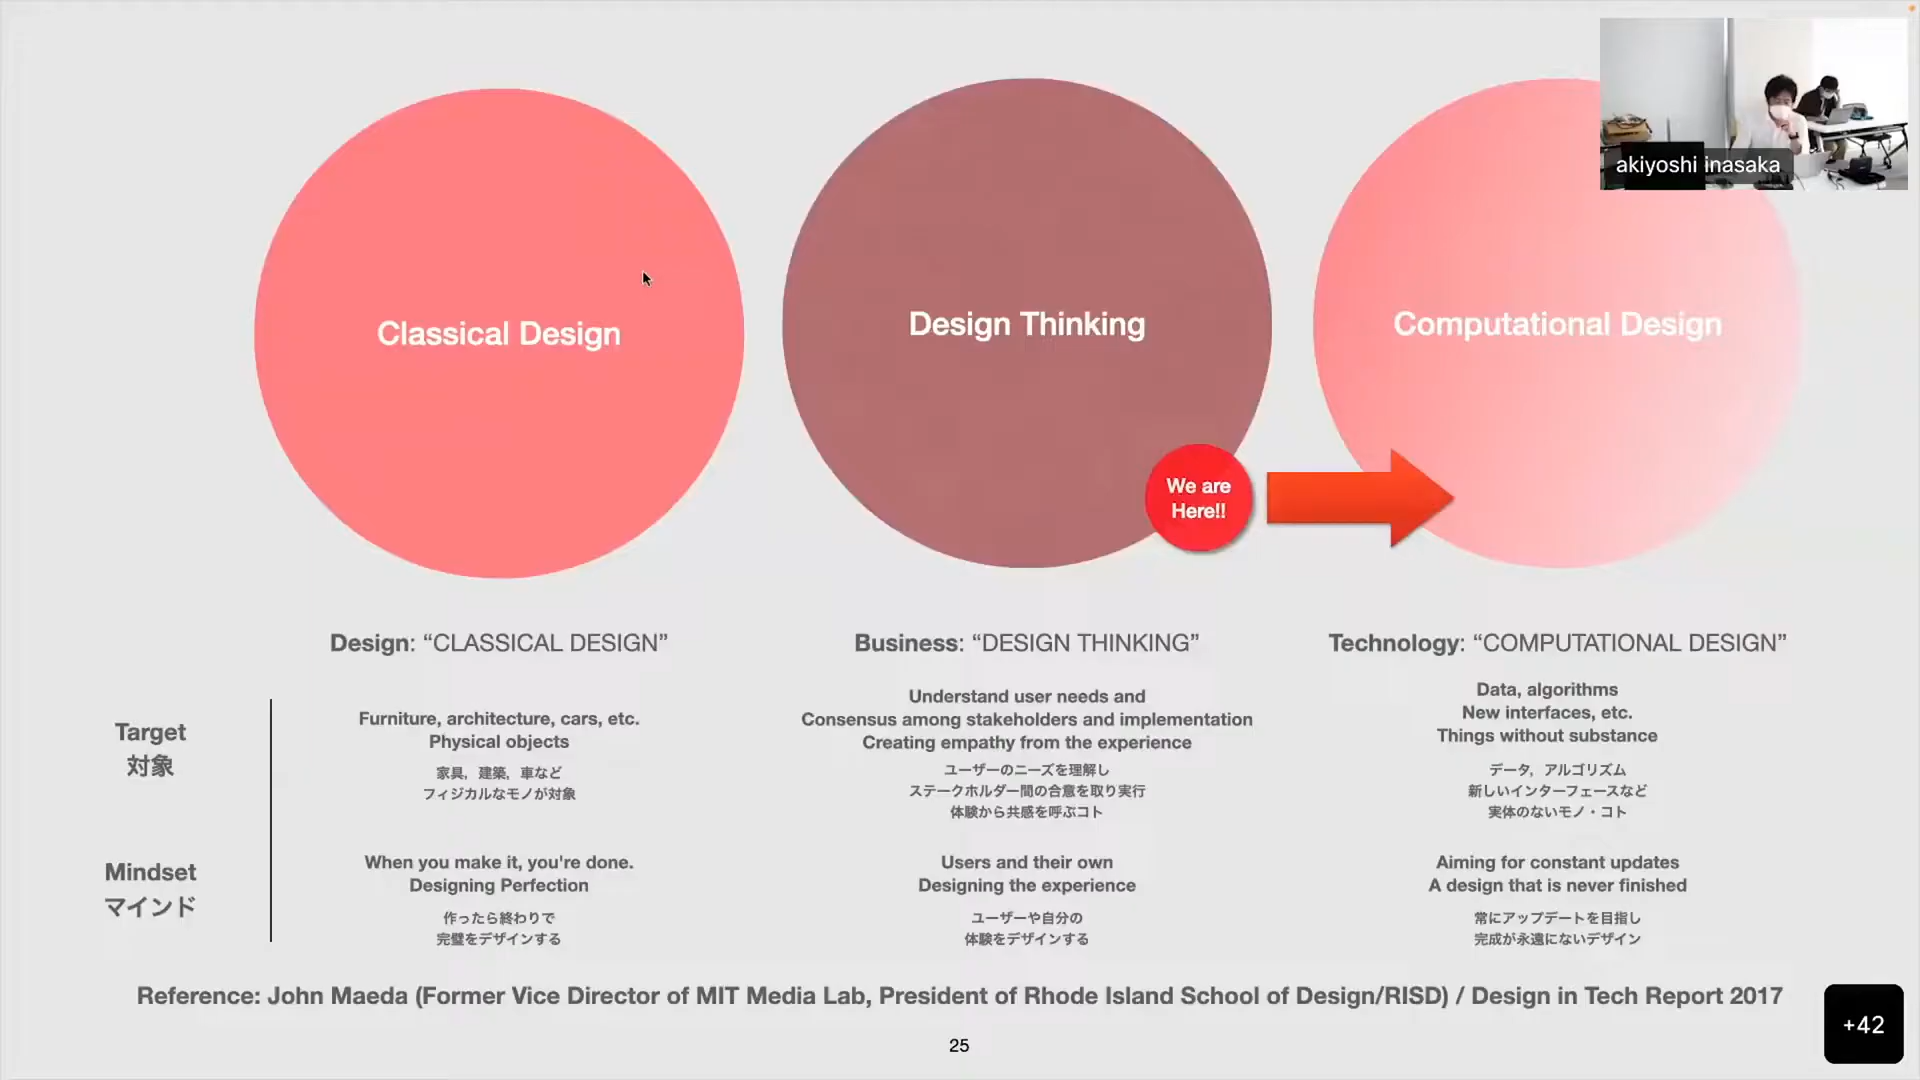 akiyoshi inasaka
Classical Design
Design Thinking
Computational Design
We are
Here!!
Design: “CLASSICAL DESIGN”
Business: “DESIGN THINKING”
Technology: “COMPUTATIONAL DESIGN”
Target
対象
Furniture, architecture, cars, etc.
Physical objects
家具，建築，車など
フィジカルなモノが対象
Understand user needs and
Consensus among stakeholders and implementation
Creating empathy from the experience
ユーザーのニーズを理解し
ステークホルダー間の合意を取り実行
体験から共感を呼ぶコト
Data, algorithms
New interfaces, etc.
Things without substance
データ，アルゴリズム
新しいインターフェースなど
実体のないモノ・コト
Mindset
マインド
When you make it, you're done.
Designing Perfection
作ったら終わりで
完璧をデザインする
Users and their own
Designing the experience
ユーザーや自分の
体験をデザインする
Aiming for constant updates
A design that is never finished
常にアップデートを目指し
完成が永遠にないデザイン
Reference: John Maeda (Former Vice Director of MIT Media Lab, President of Rhode Island School of Design/RISD) / Design in Tech Report 2017
25
+42